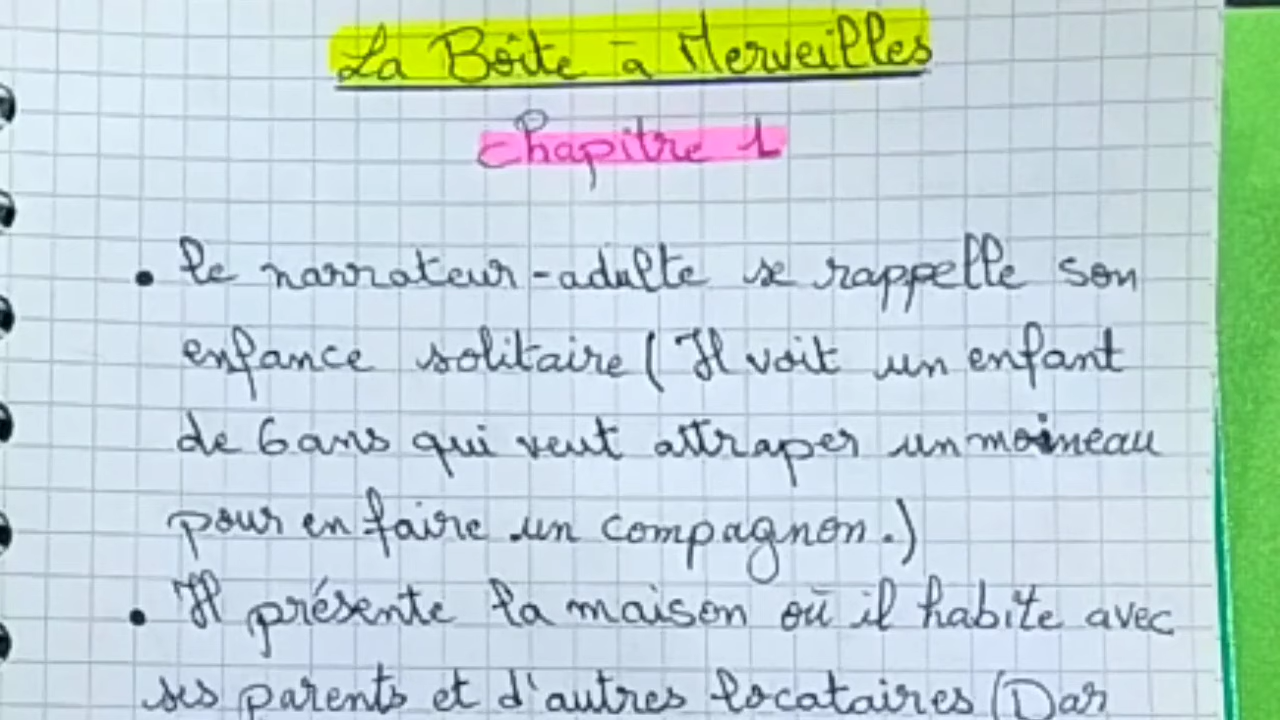 La Boîte à Merveilles
Chapitre 1
• le narrateur-adulte se rappelle son
enfance solitaire ( Il voit un enfant
de 6 ans qui veut attraper un moineau
pour en faire un compagnon.)
• Il présente la maison où il habite avec
ses parents et d'autres locataires (Dar